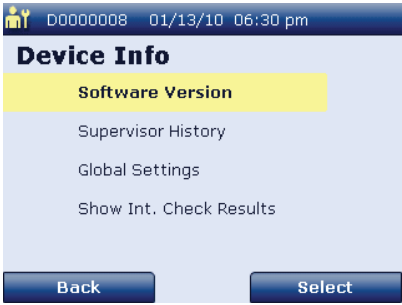 D0000008 01/13/10 06:30 pm
Device Info
Software Version
Supervisor History
Global Settings
Show Int. Check Results
Back Select